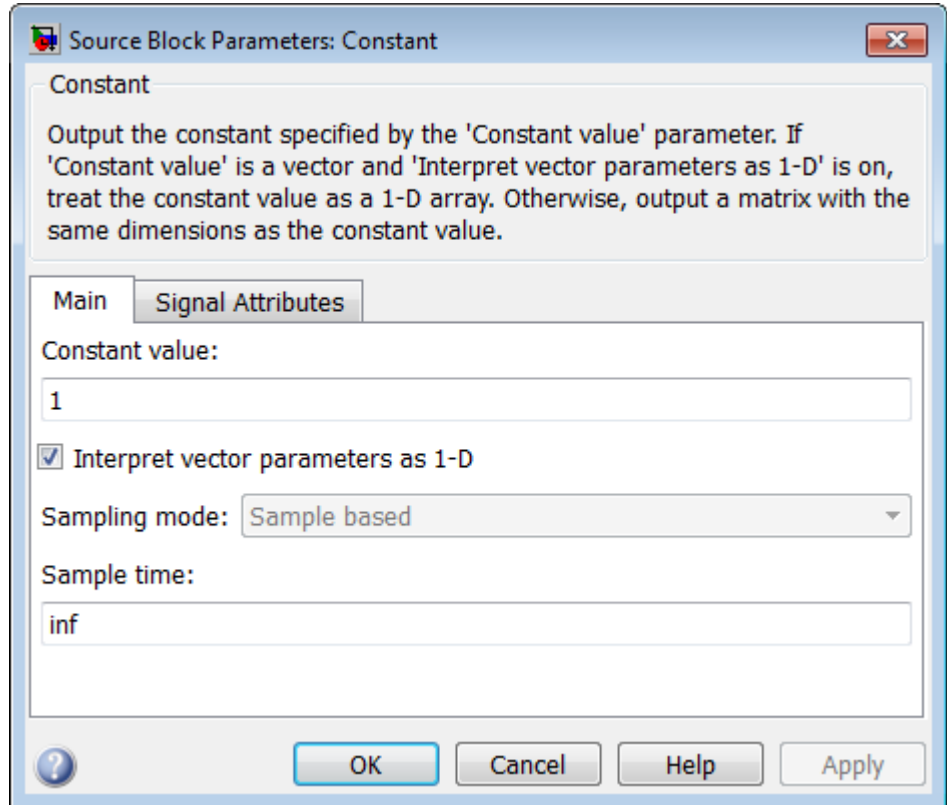 Source Block Parameters: Constant
Constant
Output the constant specified by the 'Constant value' parameter. If
'Constant value' is a vector and 'Interpret vector parameters as 1-D' is on,
treat the constant value as a 1-D array. Otherwise, output a matrix with the
same dimensions as the constant value.
Main Signal Attributes
Constant value:
1
Interpret vector parameters as 1-D
Sampling mode: Sample based
Sample time:
inf
? OK Cancel Help Apply